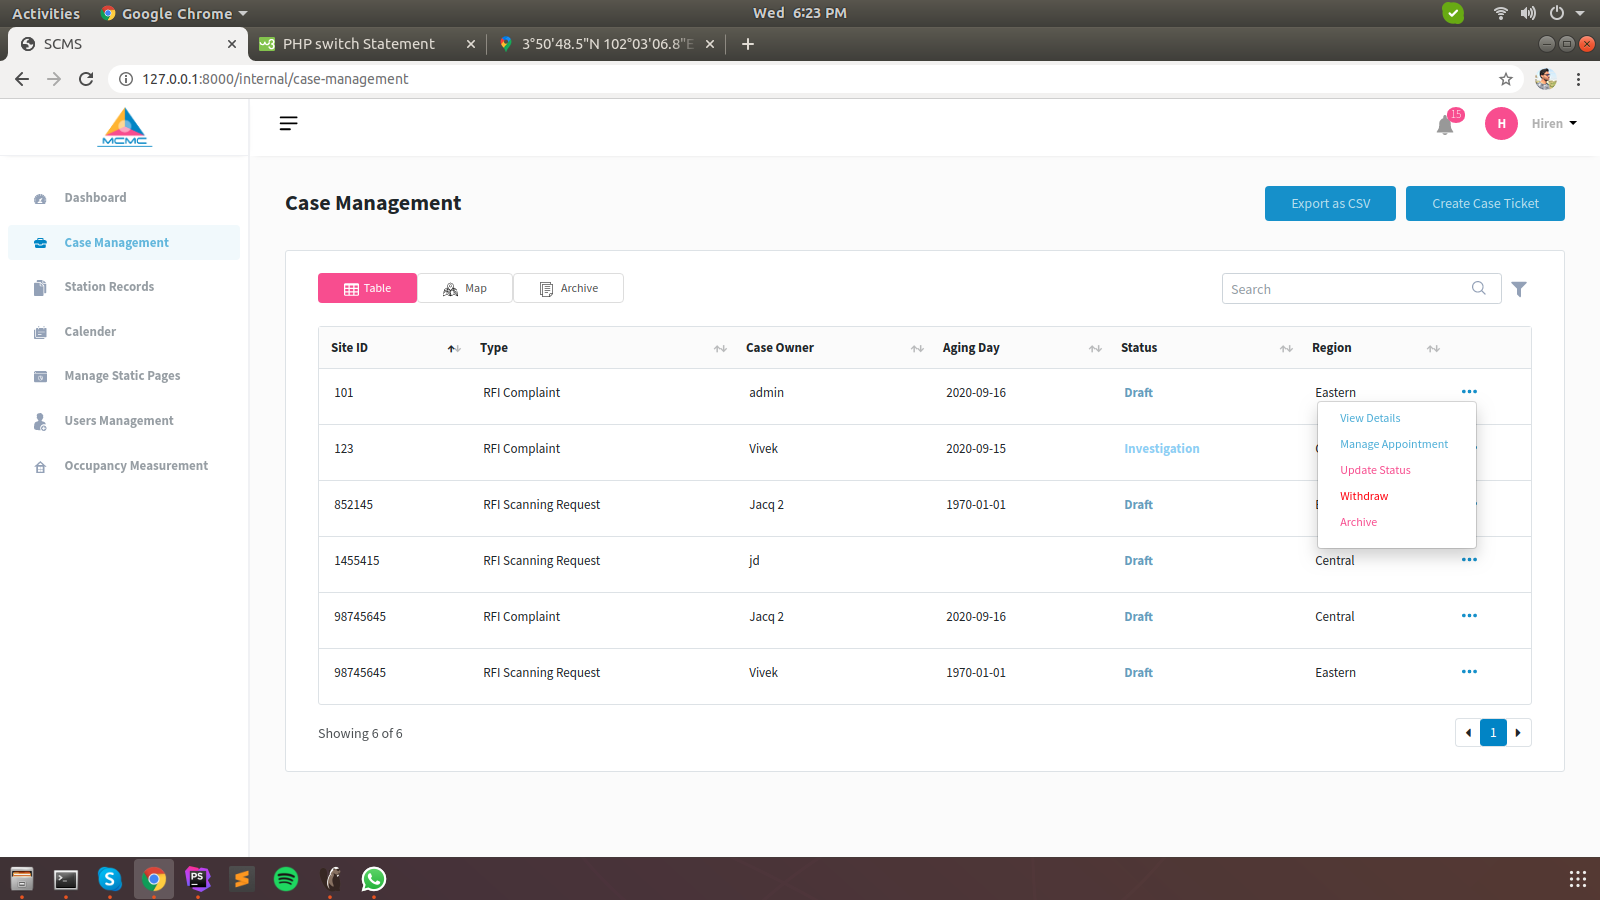 Activities Google Chrome Wed 6:23 PM
SCMS PHP switch Statement 3°50'48.5"N 102°03'06.8"E
127.0.0.1:8000/internal/case-management
MCMC 15 H Hiren
Dashboard
Case Management
Station Records
Calender
Manage Static Pages
Users Management
Occupancy Measurement
Case Management Export as CSV Create Case Ticket
Table Map Archive Search
Site ID Type Case Owner Aging Day Status Region
101 RFI Complaint admin 2020-09-16 Draft Eastern
123 RFI Complaint Vivek 2020-09-15 Investigation
852145 RFI Scanning Request Jacq 2 1970-01-01 Draft
1455415 RFI Scanning Request jd Draft Central
98745645 RFI Complaint Jacq 2 2020-09-16 Draft Central
98745645 RFI Scanning Request Vivek 1970-01-01 Draft Eastern
View Details
Manage Appointment
Update Status
Withdraw
Archive
Showing 6 of 6 1